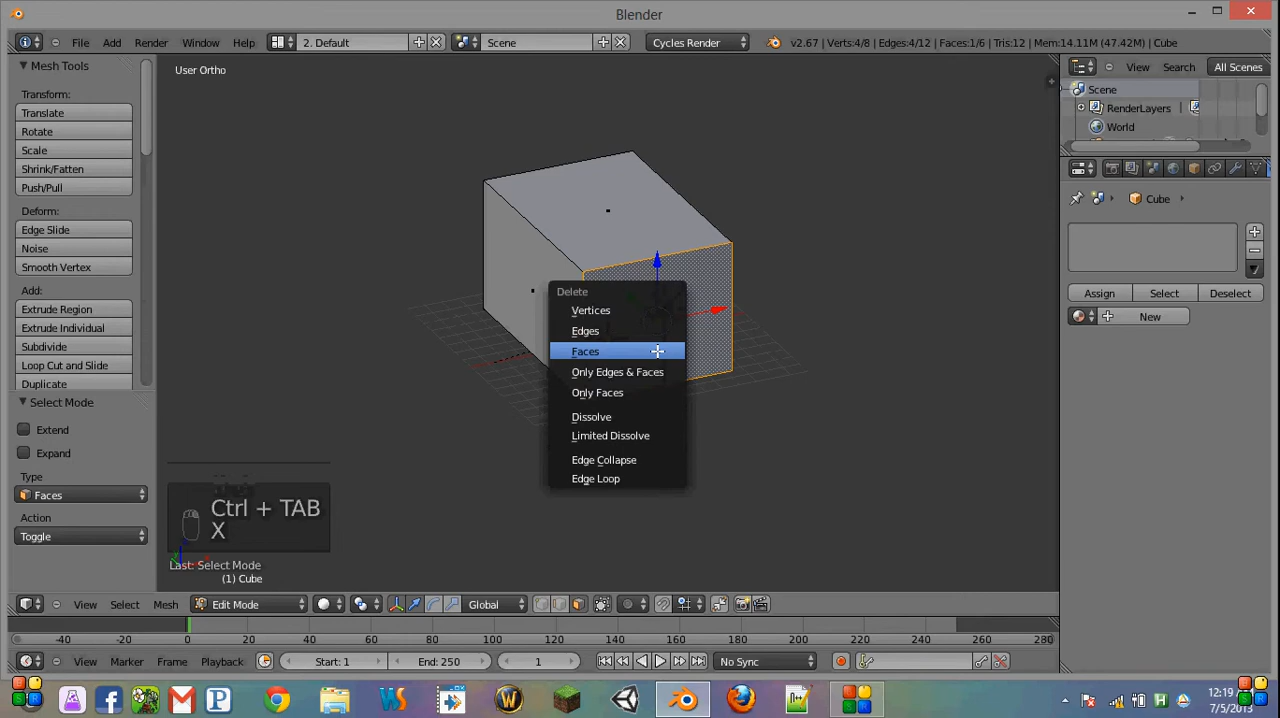 Blender
File Add Render Window Help 2. Default Scene Cycles Render v2.67 | Verts:4/8 | Edges:4/12 | Faces:1/6 | Tris:12 | Mem:14.11M (47.42M) | Cube
Mesh Tools
Transform:
Translate
Rotate
Scale
Shrink/Fatten
Push/Pull
Deform:
Edge Slide
Noise
Smooth Vertex
Add:
Extrude Region
Extrude Individual
Subdivide
Loop Cut and Slide
Duplicate
Select Mode
Extend
Expand
Type
Faces
Action
Toggle
User Ortho
Delete
Vertices
Edges
Faces
Only Edges & Faces
Only Faces
Dissolve
Limited Dissolve
Edge Collapse
Edge Loop
Ctrl + TAB
X
Last: Select Mode
(1) Cube
View Search All Scenes
Scene
RenderLayers |
World
Cube
Assign Select Deselect
New
View Select Mesh Edit Mode Global
-40 -20 0 20 40 60 80 100 120 140 160 180 200 220 240 260 280
View Marker Frame Playback Start: 1 End: 250 1 No Sync
12:19
7/5/2013